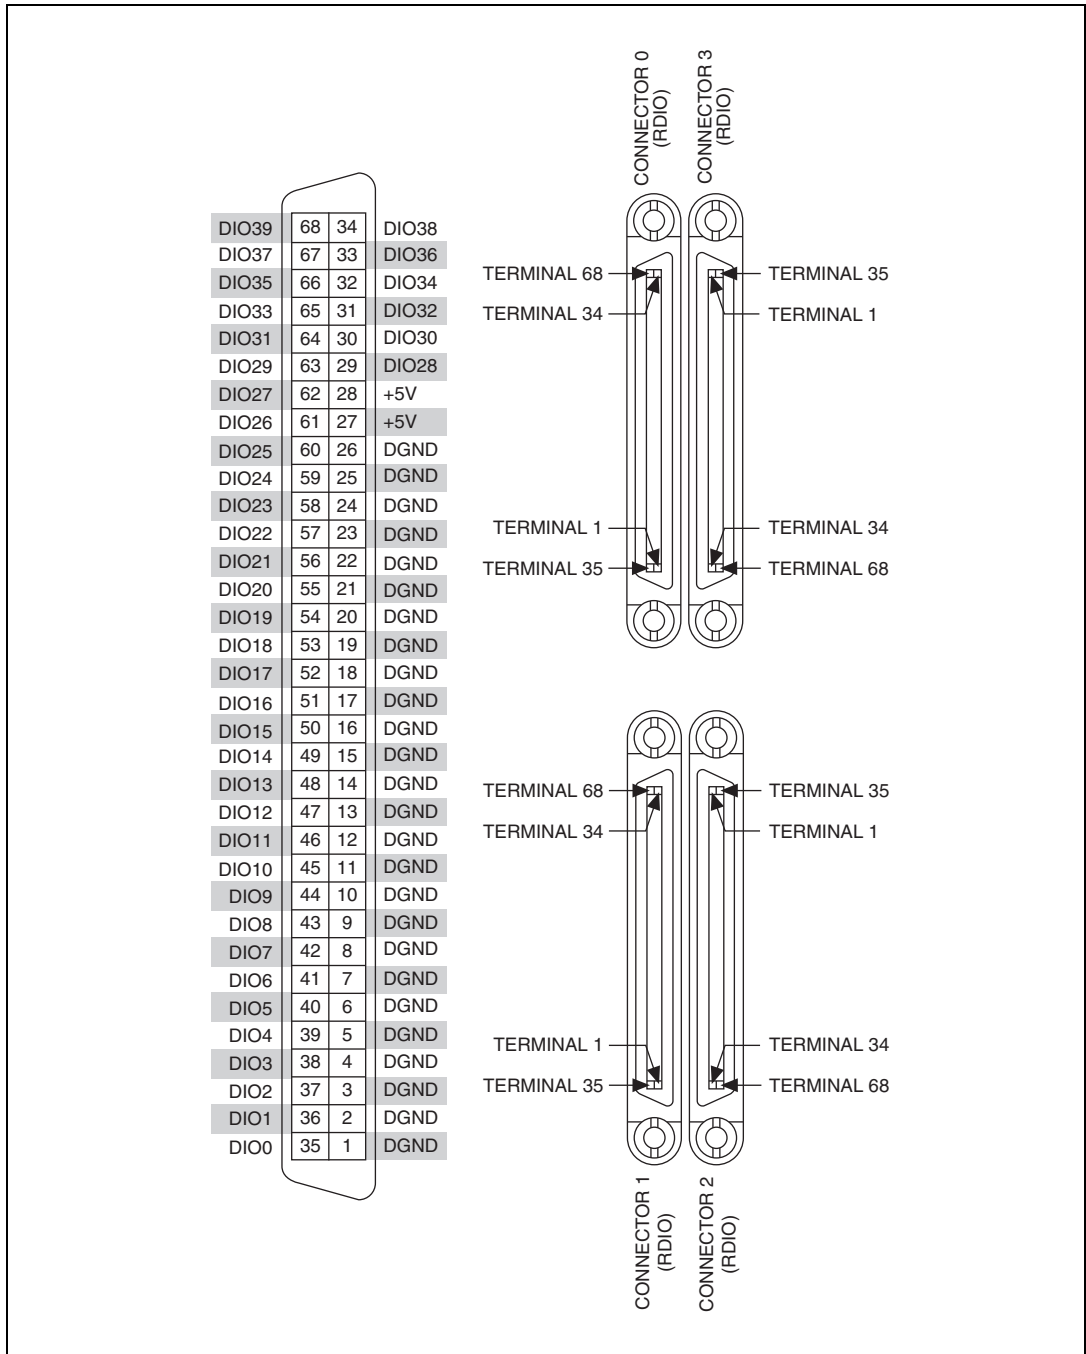 CONNECTOR 0
(RDIO)
CONNECTOR 3
(RDIO)
DIO39 68 34 DIO38
DIO37 67 33 DIO36
DIO35 66 32 DIO34
DIO33 65 31 DIO32
DIO31 64 30 DIO30
DIO29 63 29 DIO28
DIO27 62 28 +5V
DIO26 61 27 +5V
DIO25 60 26 DGND
DIO24 59 25 DGND
DIO23 58 24 DGND
DIO22 57 23 DGND
DIO21 56 22 DGND
DIO20 55 21 DGND
DIO19 54 20 DGND
DIO18 53 19 DGND
DIO17 52 18 DGND
DIO16 51 17 DGND
DIO15 50 16 DGND
DIO14 49 15 DGND
DIO13 48 14 DGND
DIO12 47 13 DGND
DIO11 46 12 DGND
DIO10 45 11 DGND
DIO9 44 10 DGND
DIO8 43 9 DGND
DIO7 42 8 DGND
DIO6 41 7 DGND
DIO5 40 6 DGND
DIO4 39 5 DGND
DIO3 38 4 DGND
DIO2 37 3 DGND
DIO1 36 2 DGND
DIO0 35 1 DGND
TERMINAL 68
TERMINAL 35
TERMINAL 34
TERMINAL 1
TERMINAL 1
TERMINAL 34
TERMINAL 35
TERMINAL 68
TERMINAL 68
TERMINAL 35
TERMINAL 34
TERMINAL 1
TERMINAL 1
TERMINAL 34
TERMINAL 35
TERMINAL 68
CONNECTOR 1
(RDIO)
CONNECTOR 2
(RDIO)